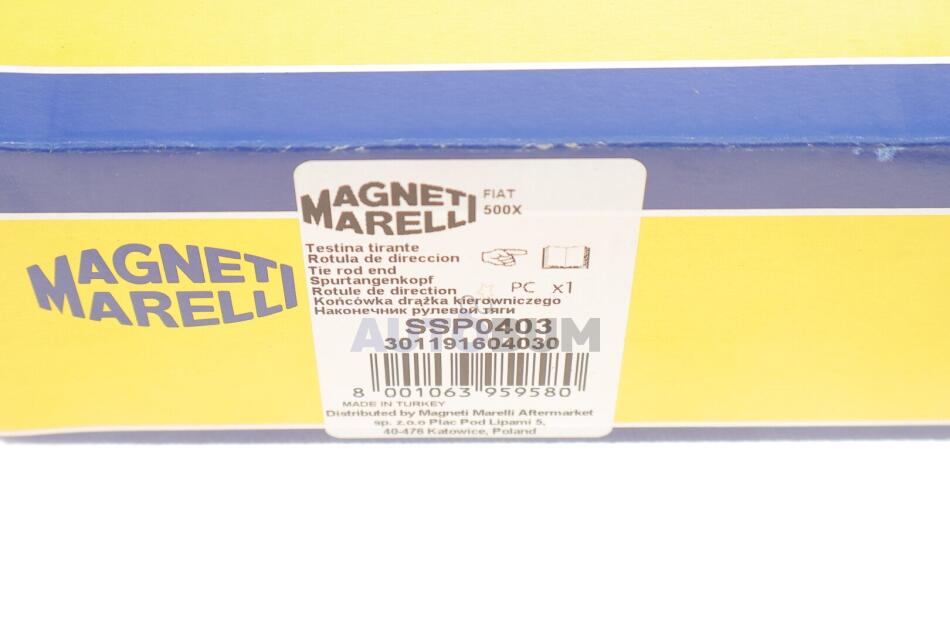 MAGNETI
MARELLI
MAGNETI
MARELLI
FIAT
500X
Testina tirante
Rotula de direccion
Tie rod end
Spurtangenkopf
Rotule de direction
Końcówka drążka kierowniczego
Наконечник рулевой тяги
PC x1
SSP0403
301191604030
8 001063 959580
MADE IN TURKEY
Distributed by Magneti Marelli Aftermarket
sp. z.o.o Plac Pod Lipami 5,
40-476 Katowice, Poland